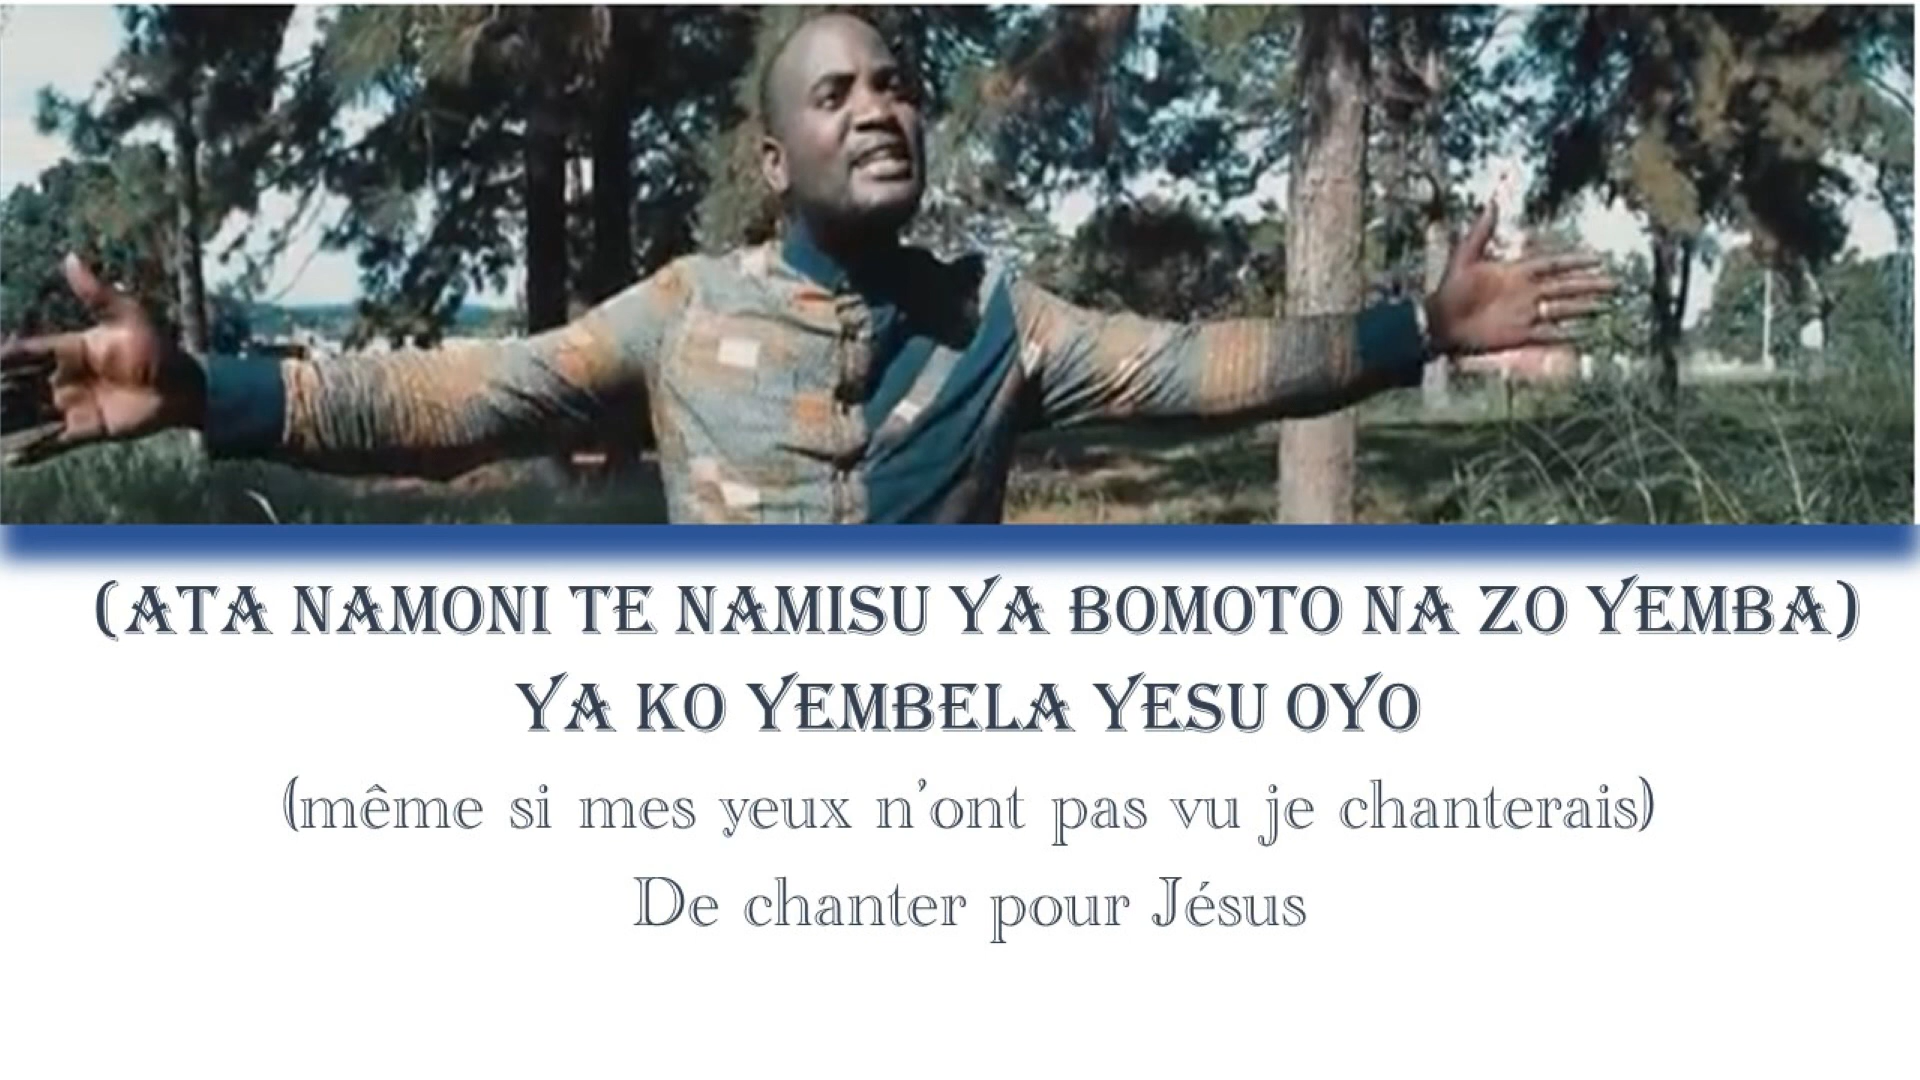 (ATA NAMONI TE NAMISU YA BOMOTO NA ZO YEMBA)
YA KO YEMBELA YESU OYO
(même si mes yeux n’ont pas vu je chanterais)
De chanter pour Jésus